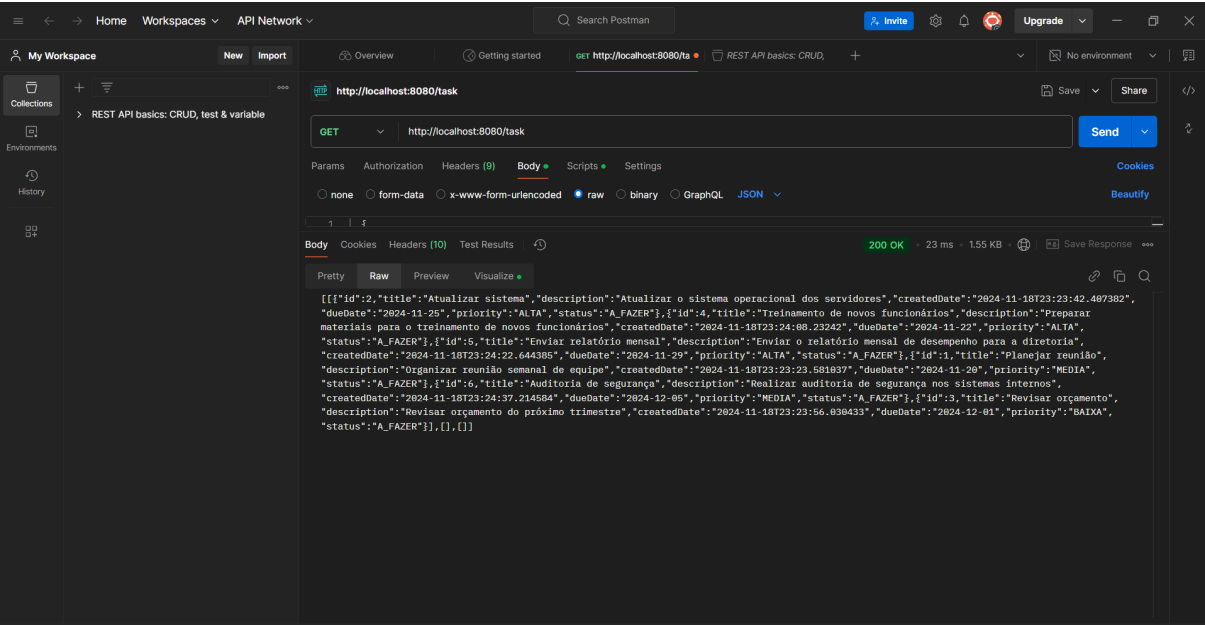 Home Workspaces API Network Search Postman Invite Upgrade
My Workspace New Import Overview Getting started GET http://localhost:8080/ta REST API basics: CRUD, No environment
Collections
REST API basics: CRUD, test & variable
Environments
History
HTTP http://localhost:8080/task Save Share
GET http://localhost:8080/task Send
Params Authorization Headers (9) Body Scripts Settings Cookies
none form-data x-www-form-urlencoded raw binary GraphQL JSON Beautify
1 {
Body Cookies Headers (10) Test Results 200 OK 23 ms 1.55 KB Save Response
Pretty Raw Preview Visualize
[[{"id":2,"title":"Atualizar sistema","description":"Atualizar o sistema operacional dos servidores","createdDate":"2024-11-18T23:23:42.407382",
"dueDate":"2024-11-25","priority":"ALTA","status":"A_FAZER"},{"id":4,"title":"Treinamento de novos funcionários","description":"Preparar
materiais para o treinamento de novos funcionários","createdDate":"2024-11-18T23:24:08.23242","dueDate":"2024-11-22","priority":"ALTA",
"status":"A_FAZER"},{"id":5,"title":"Enviar relatório mensal","description":"Enviar o relatório mensal de desempenho para a diretoria",
"createdDate":"2024-11-18T23:24:22.644385","dueDate":"2024-11-29","priority":"ALTA","status":"A_FAZER"},{"id":1,"title":"Planejar reunião",
"description":"Organizar reunião semanal de equipe","createdDate":"2024-11-18T23:23:23.581037","dueDate":"2024-11-20","priority":"MEDIA",
"status":"A_FAZER"},{"id":6,"title":"Auditoria de segurança","description":"Realizar auditoria de segurança nos sistemas internos",
"createdDate":"2024-11-18T23:24:37.214584","dueDate":"2024-12-05","priority":"MEDIA","status":"A_FAZER"},{"id":3,"title":"Revisar orçamento",
"description":"Revisar orçamento do próximo trimestre","createdDate":"2024-11-18T23:23:56.030433","dueDate":"2024-12-01","priority":"BAIXA",
"status":"A_FAZER"}],[],[]]